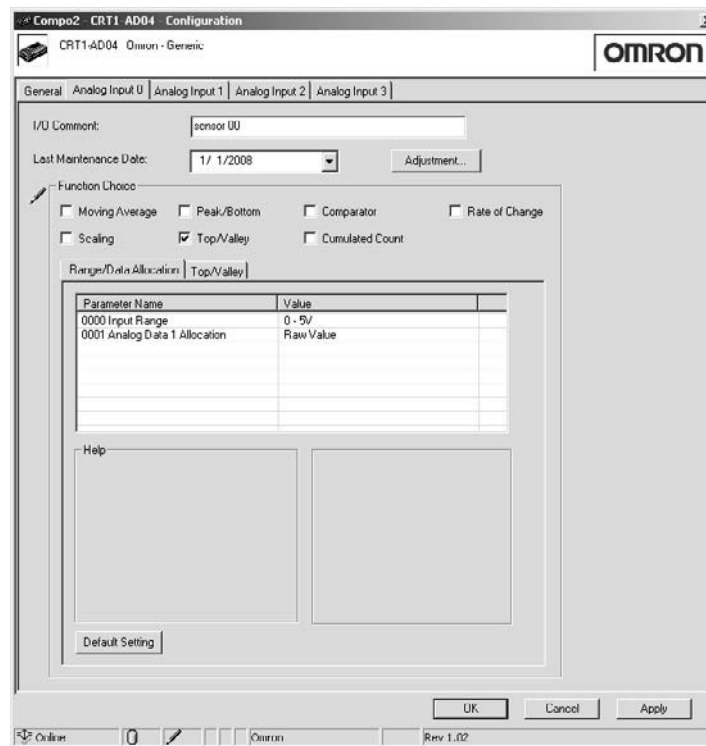 Compo2 - CRT1-AD04 - Configuration
CRT1-AD04 Omron - Generic
OMRON
General Analog Input 0 Analog Input 1 Analog Input 2 Analog Input 3
I/O Comment: sensor 00
Last Maintenance Date: 1/ 1/2008 Adjustment...
Function Choice
Moving Average Peak/Bottom Comparator Rate of Change
Scaling Top/Valley Cumulated Count
Range/Data Allocation Top/Valley
Parameter Name Value
0000 Input Range 0 - 5V
0001 Analog Data 1 Allocation Raw Value
Help
Default Setting
OK Cancel Apply
Online Omron Rev 1.02